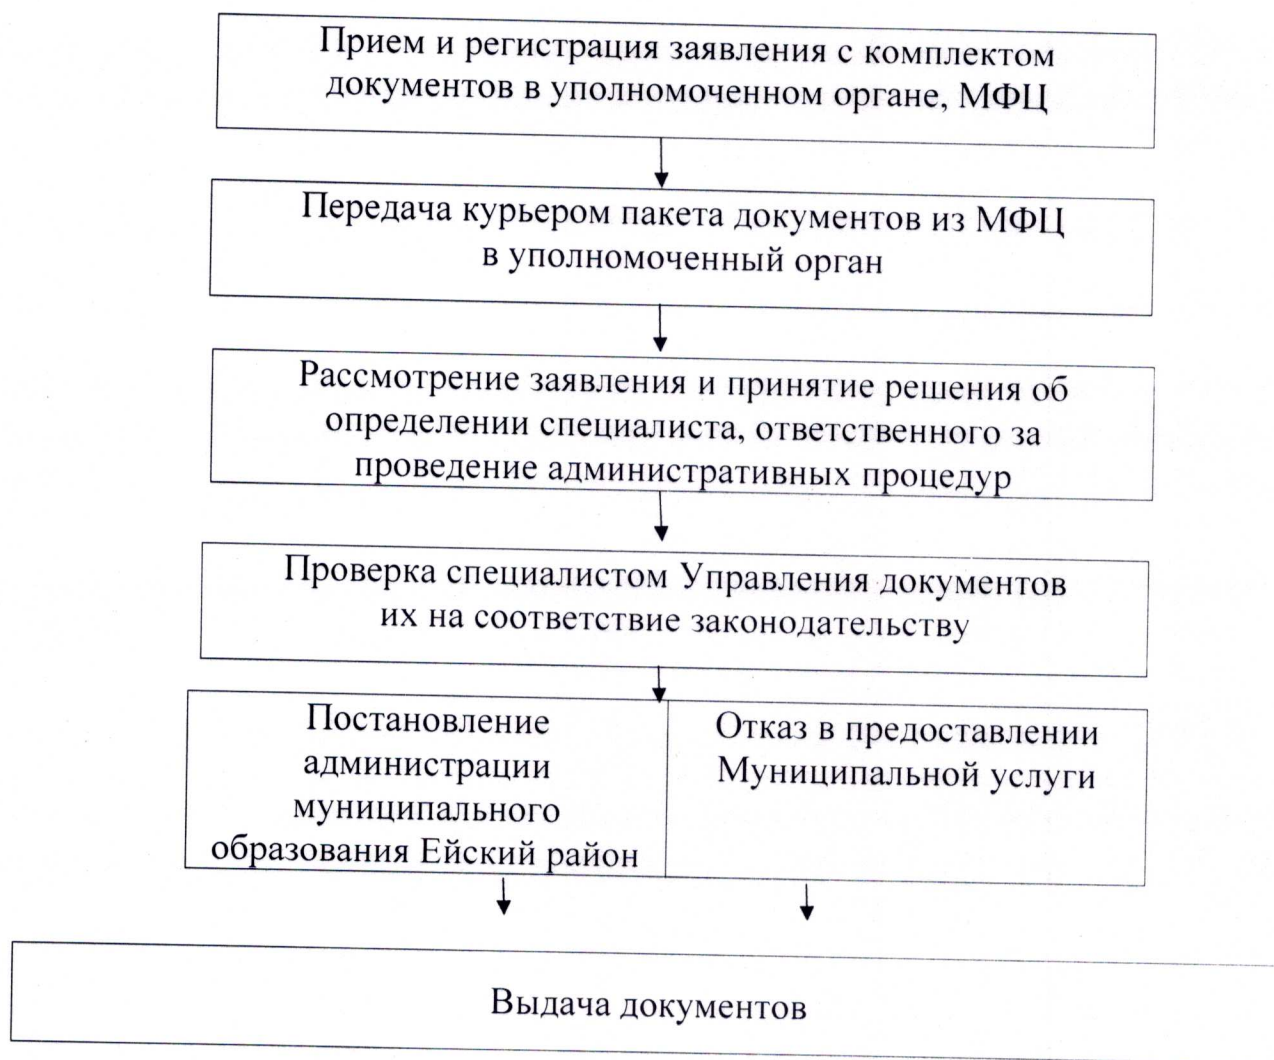 Прием и регистрация заявления с комплектом
документов в уполномоченном органе, МФЦ
Передача курьером пакета документов из МФЦ
в уполномоченный орган
Рассмотрение заявления и принятие решения об
определении специалиста, ответственного за
проведение административных процедур
Проверка специалистом Управления документов
их на соответствие законодательству
Постановление
администрации
муниципального
образования Ейский район
Отказ в предоставлении
Муниципальной услуги
Выдача документов